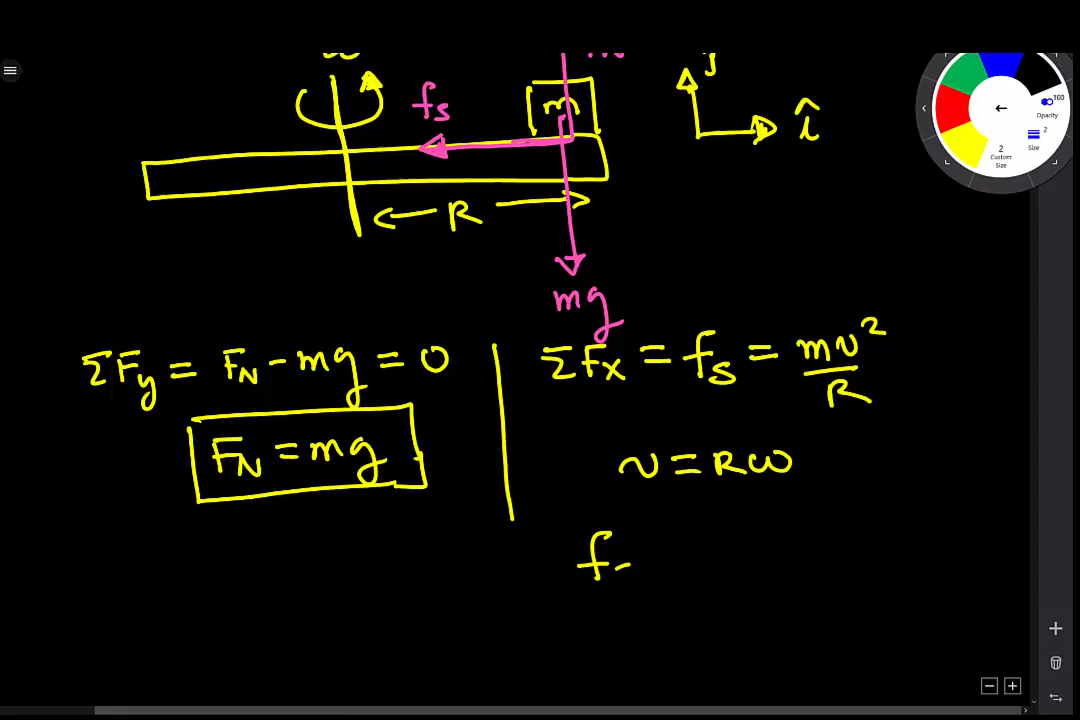 fs
m
î
R
mg
ΣFy = FN - mg = 0
FN = mg
ΣFx = fs = mv²/R
v = Rω
f
100
Opacity
2
Size
2
Custom
Size